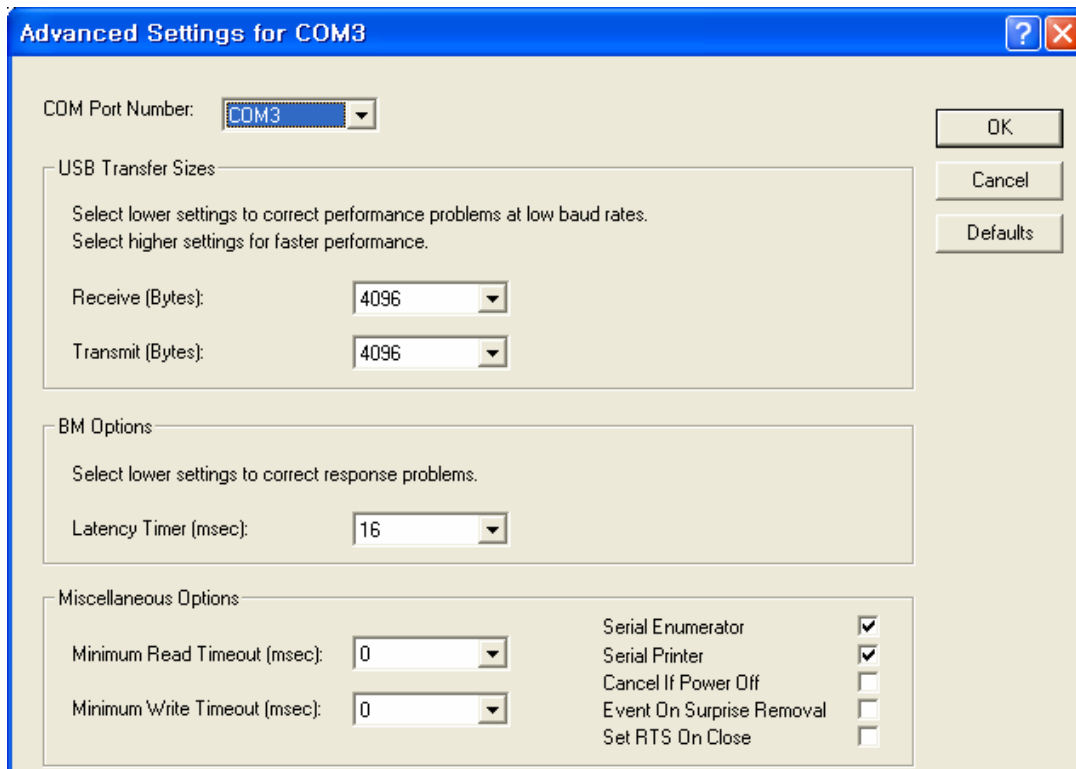 Advanced Settings for COM3
COM Port Number: COM3
OK
Cancel
Defaults
USB Transfer Sizes
Select lower settings to correct performance problems at low baud rates.
Select higher settings for faster performance.
Receive (Bytes): 4096
Transmit (Bytes): 4096
BM Options
Select lower settings to correct response problems.
Latency Timer (msec): 16
Miscellaneous Options
Minimum Read Timeout (msec): 0
Minimum Write Timeout (msec): 0
Serial Enumerator
Serial Printer
Cancel If Power Off
Event On Surprise Removal
Set RTS On Close